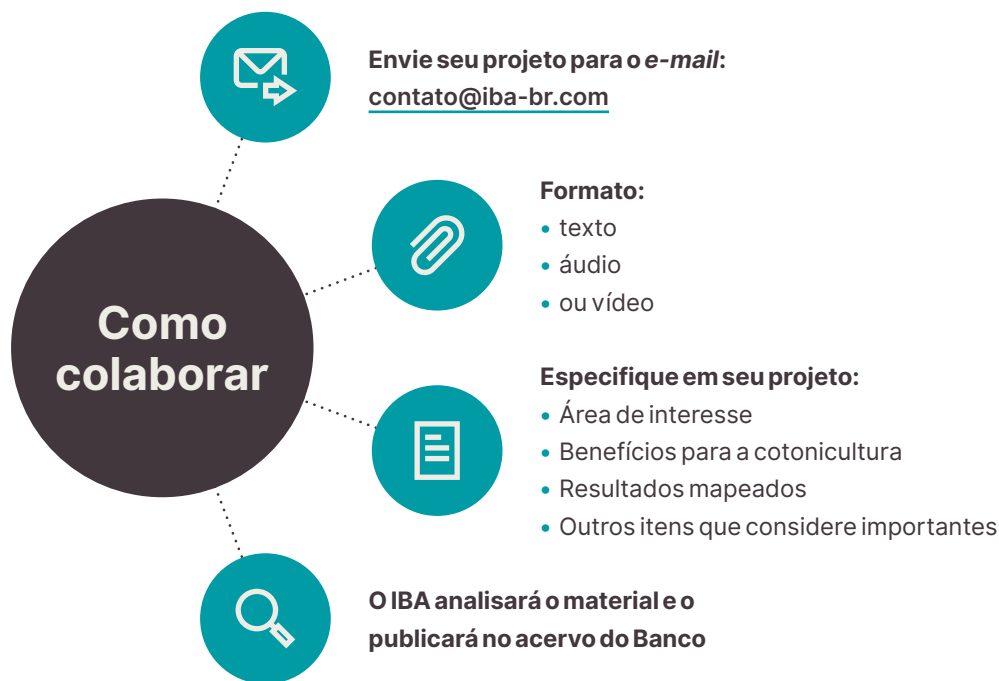 Envie seu projeto para o e-mail:
contato@iba-br.com
Formato:
• texto
• áudio
• ou vídeo
Como
colaborar
Especifique em seu projeto:
• Área de interesse
• Benefícios para a cotonicultura
• Resultados mapeados
• Outros itens que considere importantes
O IBA analisará o material e o
publicará no acervo do Banco